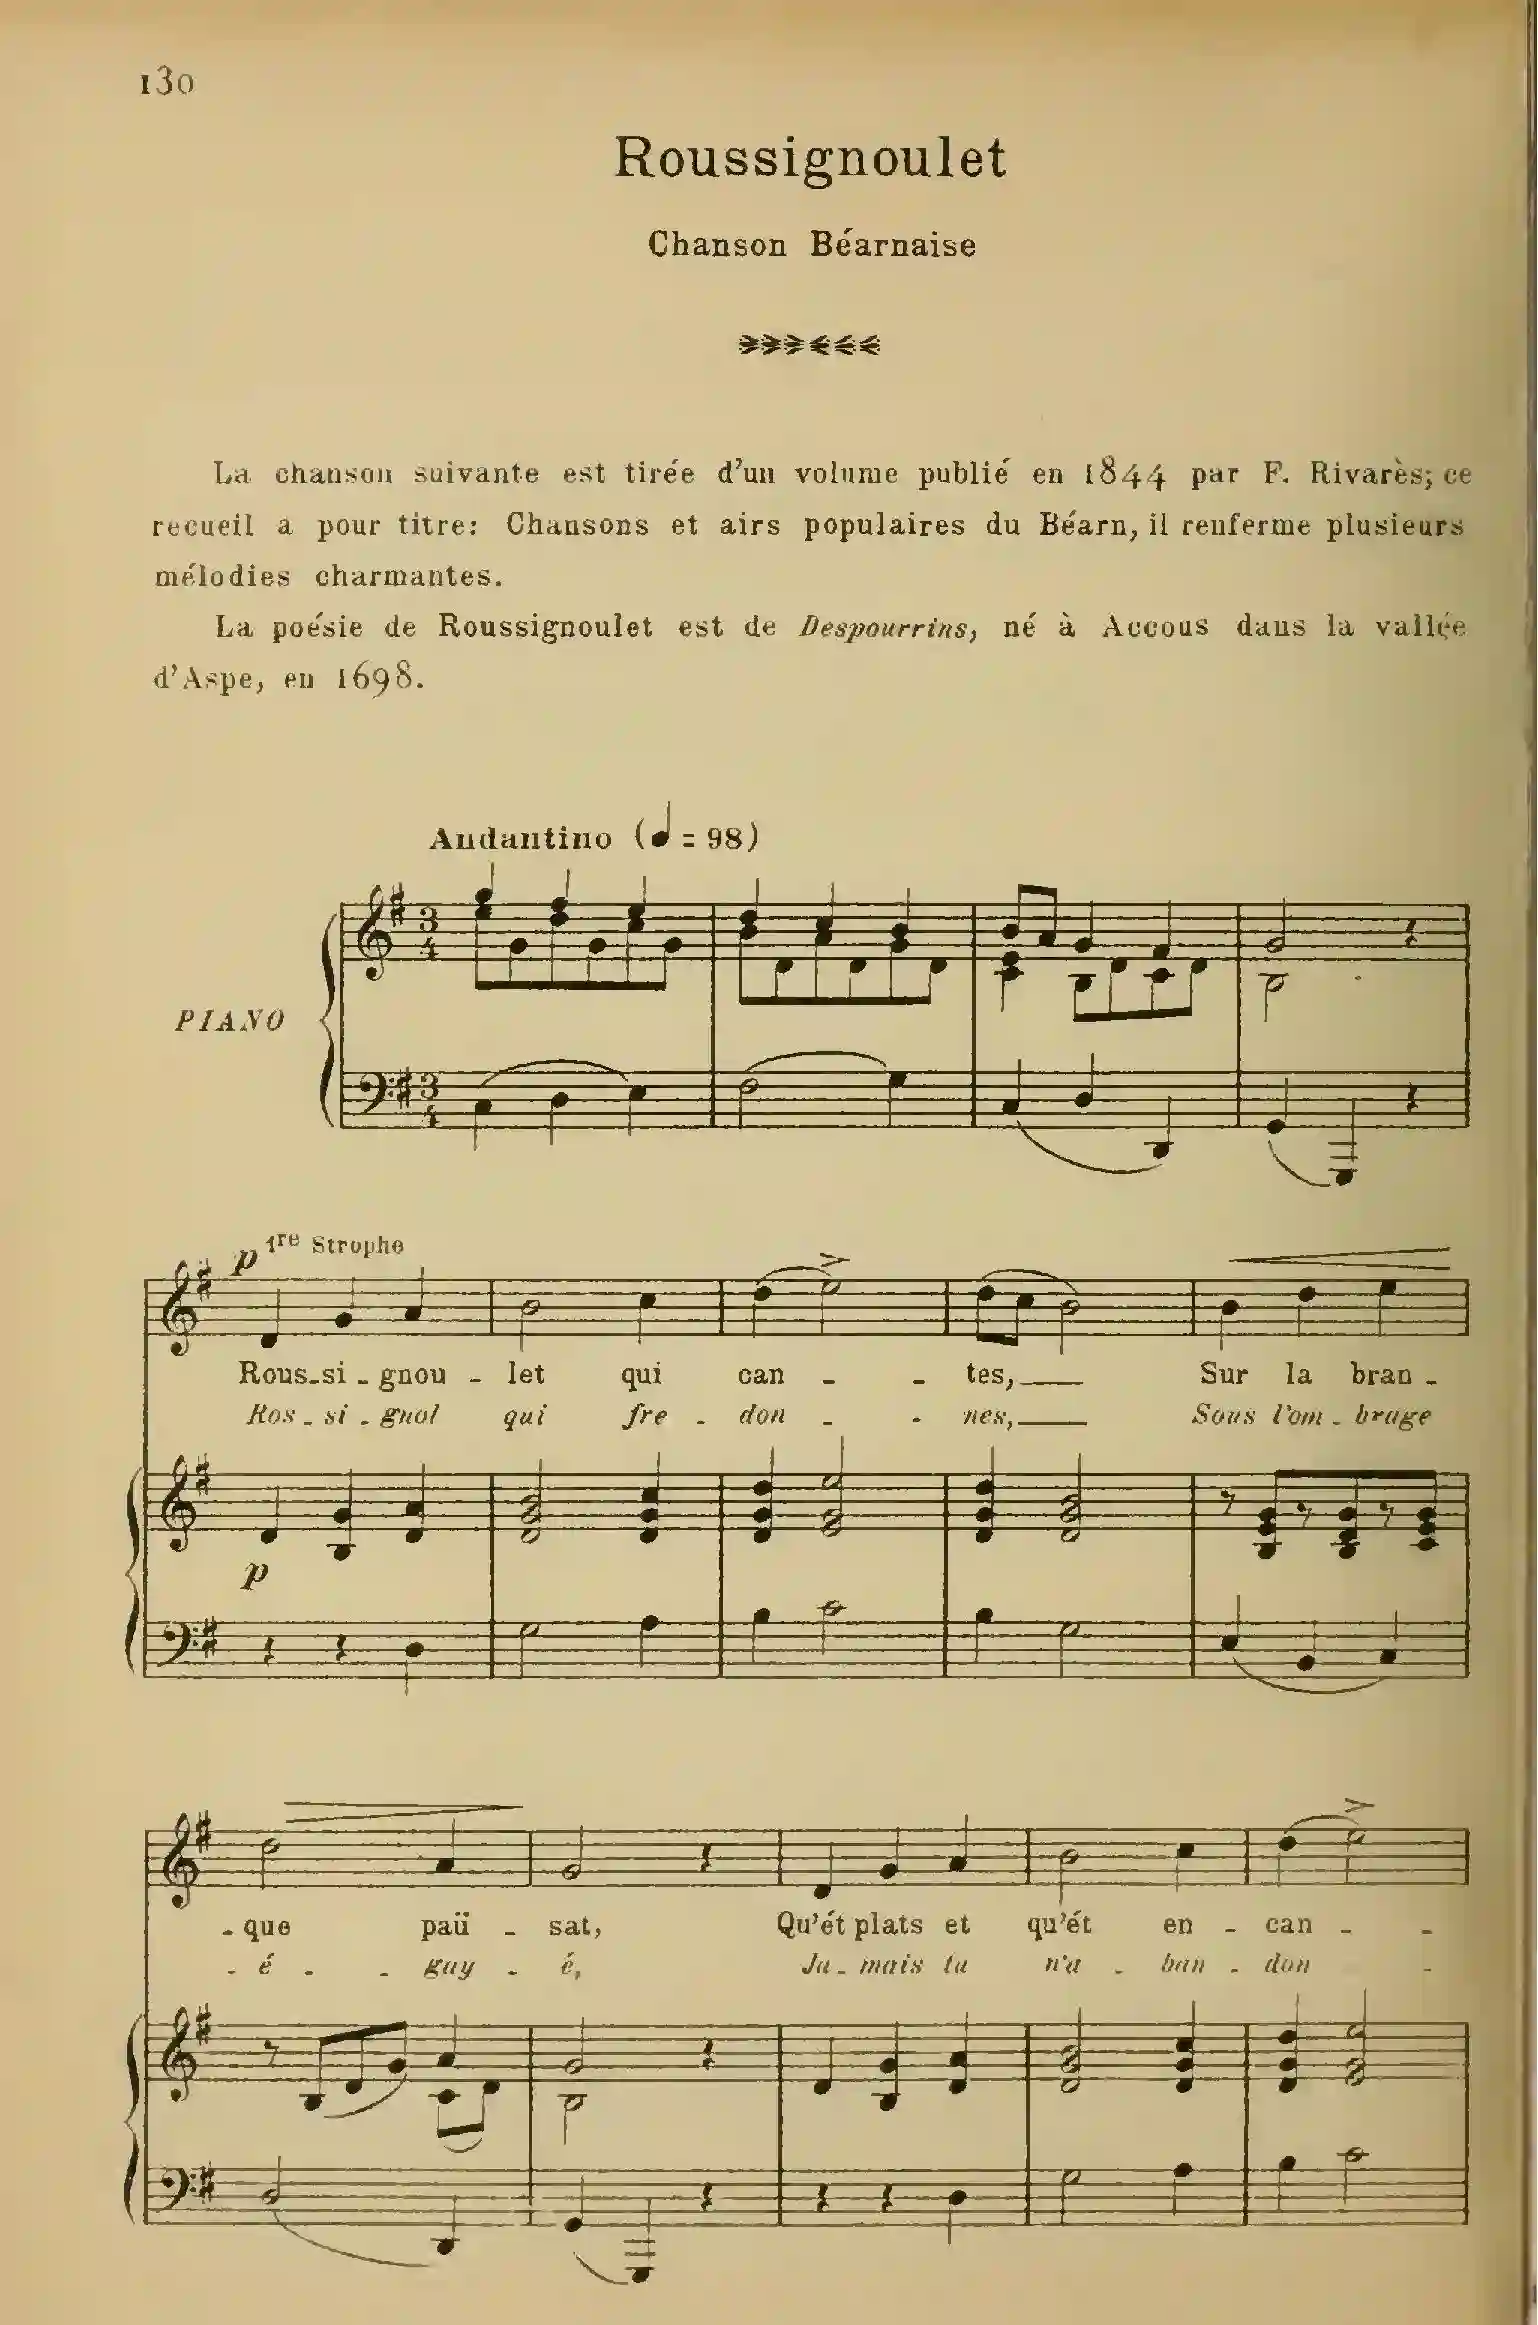 130
Roussignoulet
Chanson Béarnaise
La chanson suivante est tirée d'un volume publié en 1844 par F. Rivarès; ce
recueil a pour titre: Chansons et airs populaires du Béarn, il renferme plusieurs
mélodies charmantes.
La poésie de Roussignoulet est de Despourrins, né à Accous dans la vallée
d'Aspe, en 1698.
Andantino (♩ = 98)
PIANO
p 1re Strophe
Rous-si-gnou-let qui can - - tes, Sur la bran-
Ros-si-gnol qui fre-don - - nes, Sous l'om-brage
p
-que paü-sat, Qu'ét plats et qu'ét en-can - -
- é - - gay-é, Ja-mais tu n'a-ban-don -